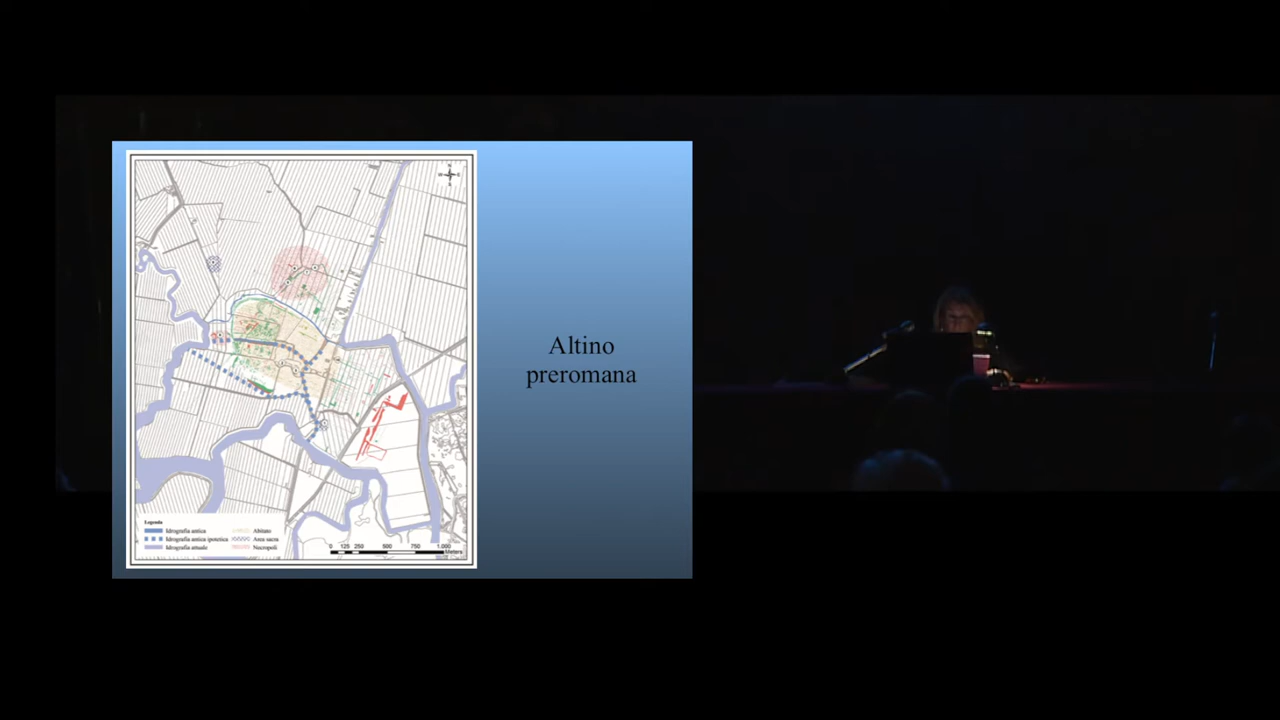 Altino
preromana
N
Legenda
Idrografia antica
Idrografia antica ipotetica
Idrografia attuale
Abitato
Area sacra
Necropoli
0 125 250 500 750 1.000
Meters